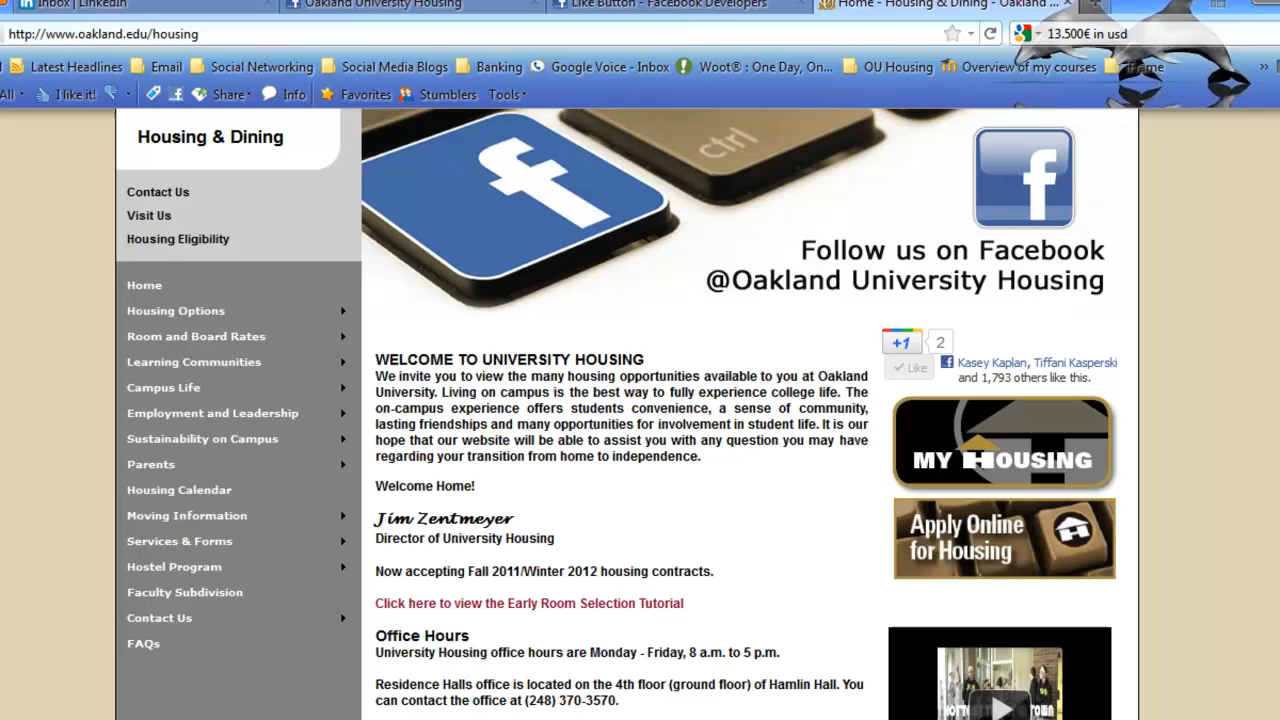 Inbox | LinkedIn
Oakland University Housing
Like Button - Facebook Developers
Home - Housing & Dining - Oakland ...
http://www.oakland.edu/housing
13.500€ in usd
Latest Headlines
Email
Social Networking
Social Media Blogs
Banking
Google Voice - Inbox
Woot® : One Day, On...
OU Housing
Overview of my courses
iframe
All
I like it!
Share
Info
Favorites
Stumblers
Tools
Housing & Dining
Contact Us
Visit Us
Housing Eligibility
Home
Housing Options
Room and Board Rates
Learning Communities
Campus Life
Employment and Leadership
Sustainability on Campus
Parents
Housing Calendar
Moving Information
Services & Forms
Hostel Program
Faculty Subdivision
Contact Us
FAQs
f
ctrl
f
Follow us on Facebook
@Oakland University Housing
+1
2
Like
Kasey Kaplan, Tiffani Kasperski
and 1,793 others like this.
WELCOME TO UNIVERSITY HOUSING
We invite you to view the many housing opportunities available to you at Oakland
University. Living on campus is the best way to fully experience college life. The
on-campus experience offers students convenience, a sense of community,
lasting friendships and many opportunities for involvement in student life. It is our
hope that our website will be able to assist you with any question you may have
regarding your transition from home to independence.
Welcome Home!
Jim Zentmeyer
Director of University Housing
Now accepting Fall 2011/Winter 2012 housing contracts.
Click here to view the Early Room Selection Tutorial
Office Hours
University Housing office hours are Monday - Friday, 8 a.m. to 5 p.m.
Residence Halls office is located on the 4th floor (ground floor) of Hamlin Hall. You
can contact the office at (248) 370-3570.
MY HOUSING
Apply Online
for Housing
HOTTEST IN TOWN